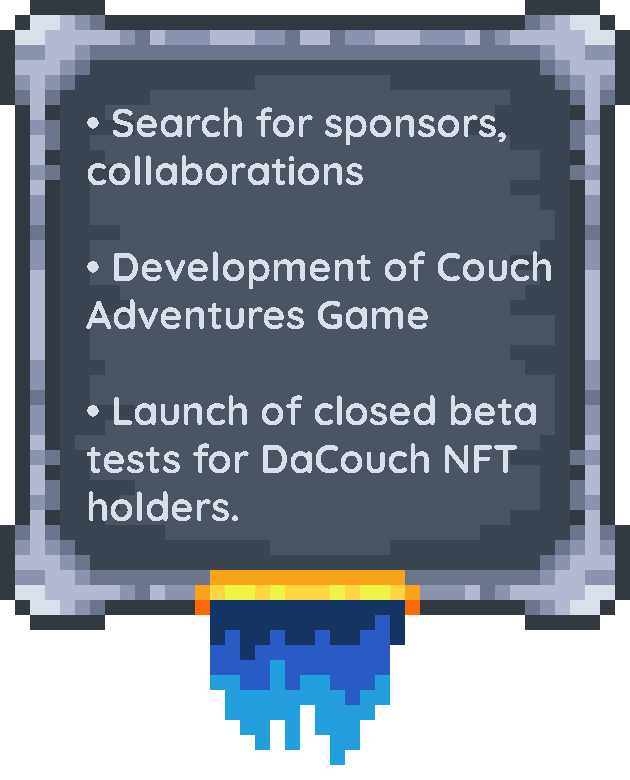 • Search for sponsors,
collaborations
• Development of Couch
Adventures Game
• Launch of closed beta
tests for DaCouch NFT
holders.